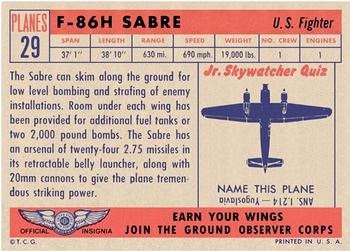 PLANES
29
F-86H SABRE
U.S. Fighter
SPAN LENGTH RANGE SPEED WEIGHT NO. CREW ENGINES
37' 1" 38' 10" 630 mi. 690 mph. 19,000 lbs. 1 1
The Sabre can skim along the ground for
low level bombing and strafing of enemy
installations. Room under each wing was
provided for additional fuel tanks or
two 2,000 pound bombs. The Sabre has
an arsenal of twenty-four 2.75 missiles in
its retractable belly launcher, along with
20mm cannons to give the plane tremen-
dous striking power.
Jr. Skywatcher Quiz
NAME THIS PLANE
ANS. 1,214 : Yugoslavia
OFFICIAL INSIGNIA
EARN YOUR WINGS
JOIN THE GROUND OBSERVER CORPS
© T.C.G.
PRINTED IN U.S.A.